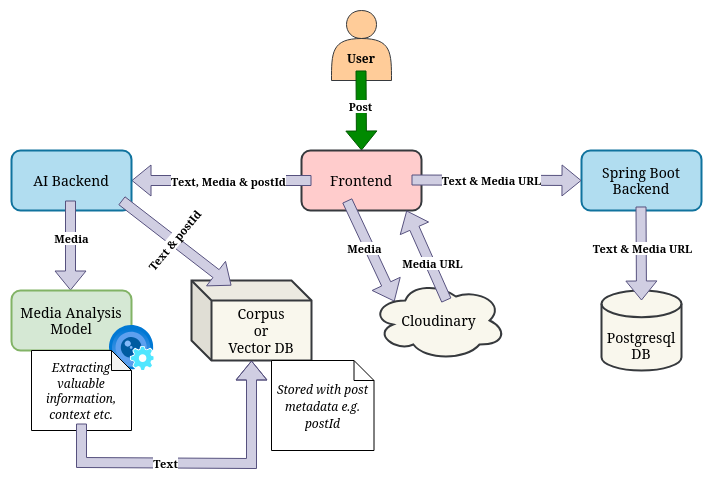 User
Post
AI Backend
Text, Media & postId
Frontend
Text & Media URL
Spring Boot
Backend
Media
Text & postId
Media
Media URL
Text & Media URL
Media Analysis
Model
Corpus
or
Vector DB
Cloudinary
Postgresql
DB
Extracting
valuable
information,
context etc.
Stored with post
metadata e.g.
postId
Text